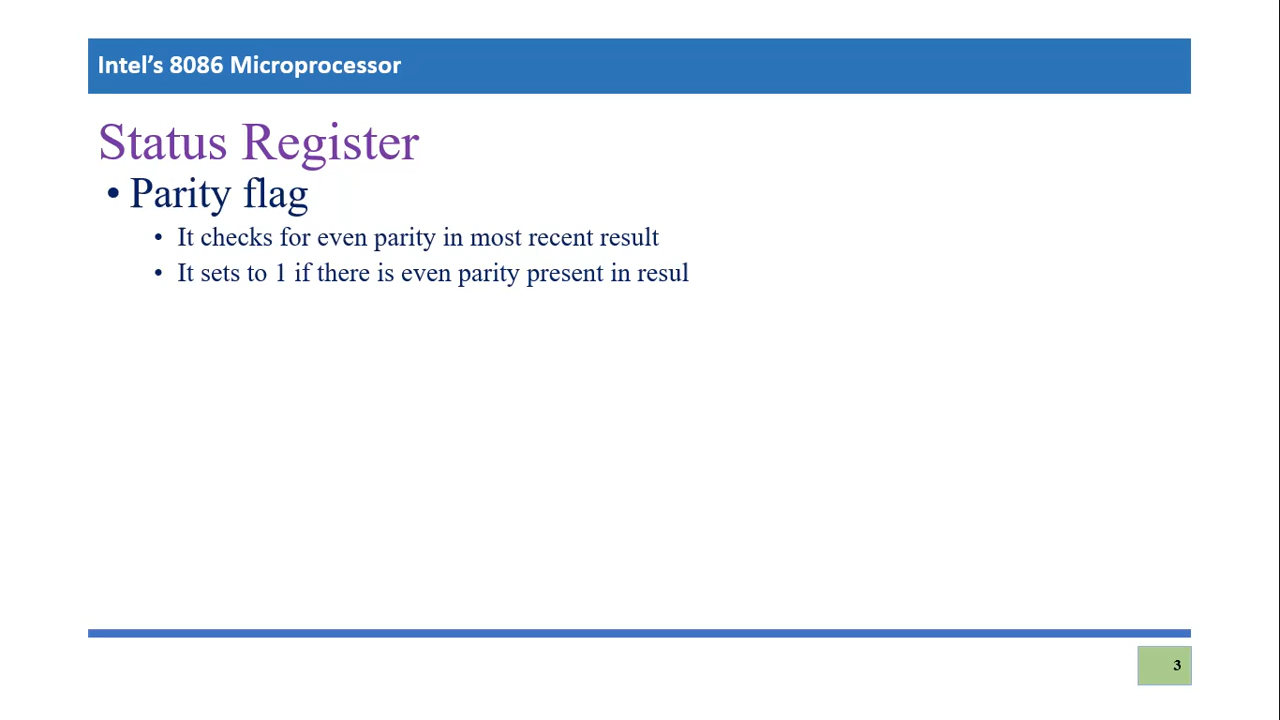 Intel’s 8086 Microprocessor
Status Register
• Parity flag
• It checks for even parity in most recent result
• It sets to 1 if there is even parity present in resul
3